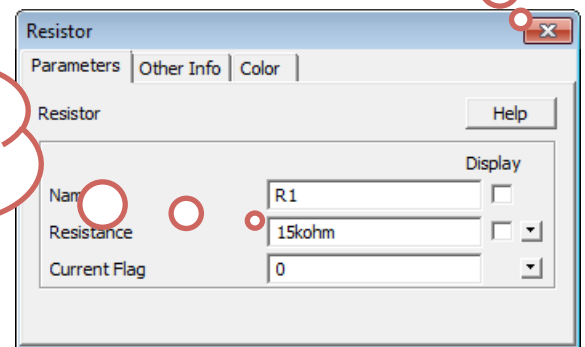 Resistor
Parameters Other Info Color
Resistor Help
Display
Nam R1
Resistance 15kohm
Current Flag 0